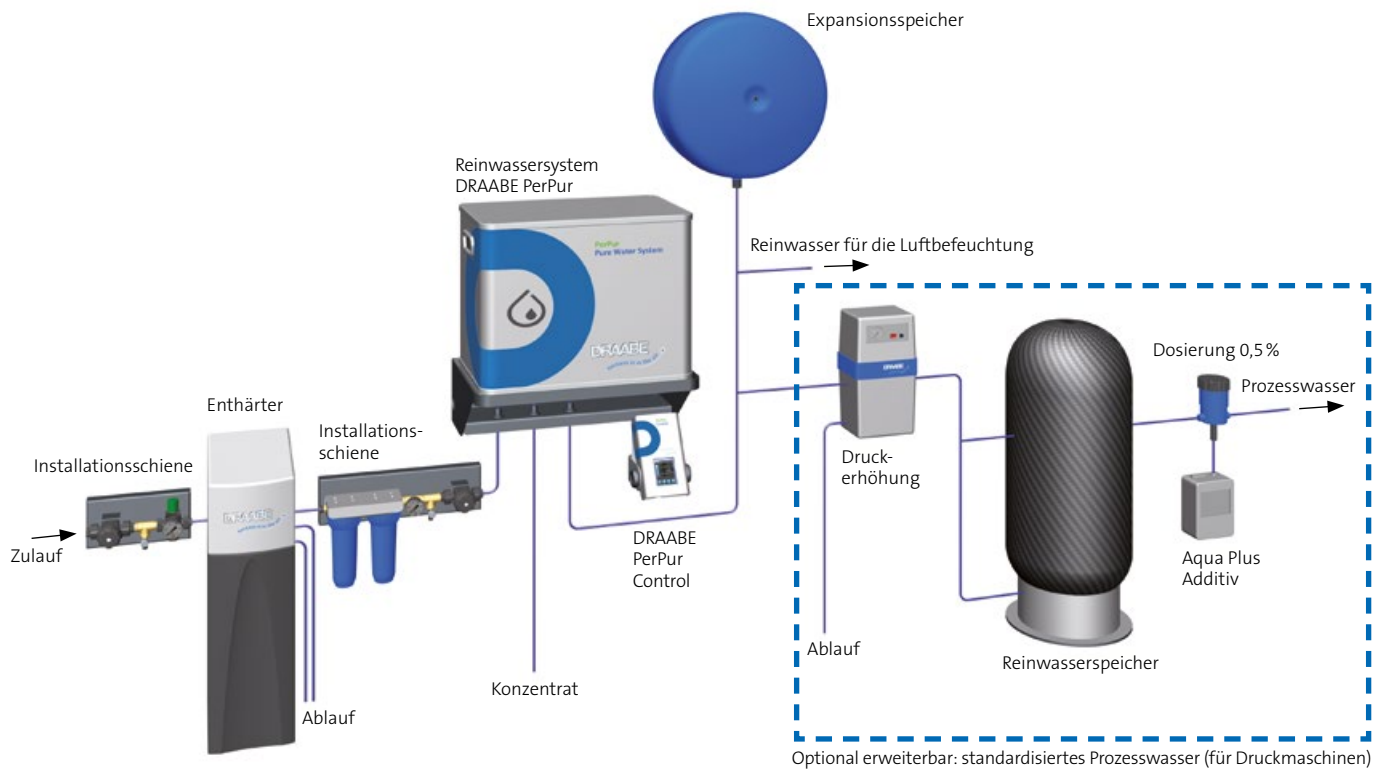 Expansionsspeicher
Reinwassersystem
DRAABE PerPur
PerPur
Pure Water System
DRAABE
Reinwasser für die Luftbefeuchtung
Enthärter
Installations-
schiene
Installationsschiene
DRAABE
Zulauf
Ablauf
Konzentrat
DRAABE
PerPur
Control
DRAABE
Druck-
erhöhung
Ablauf
Reinwasserspeicher
Dosierung 0,5%
Prozesswasser
Aqua Plus
Additiv
Optional erweiterbar: standardisiertes Prozesswasser (für Druckmaschinen)